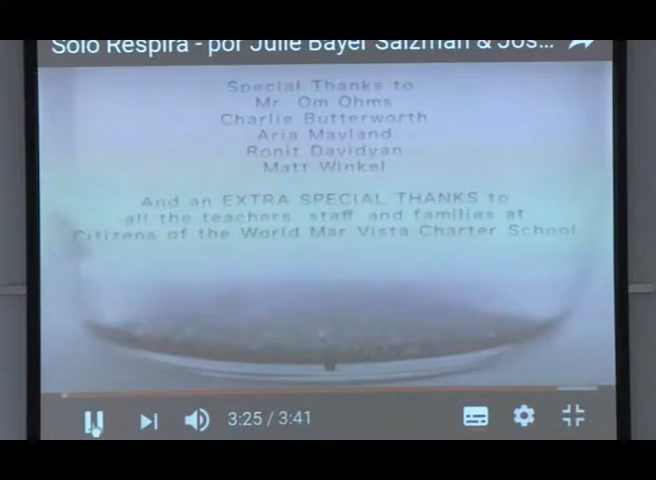 Solo Respira - por Julie Bayer Salzman & Jos...
Special Thanks to
Mr. Om Ohms
Charlie Butterworth
Aria Mayland
Ronit Davidyan
Matt Winkel
And an EXTRA SPECIAL THANKS to
all the teachers staff and families at
Citizens of the World Mar Vista Charter School
3:25 / 3:41